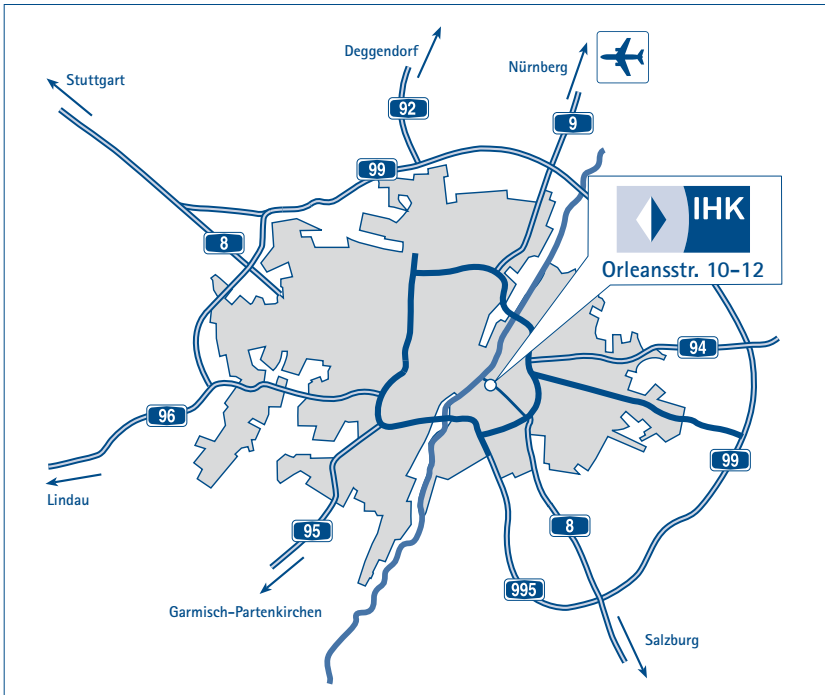 Deggendorf
Nürnberg
Stuttgart
92
9
99
IHK
8
Orleansstr. 10-12
94
96
99
Lindau
95
8
995
Garmisch-Partenkirchen
Salzburg